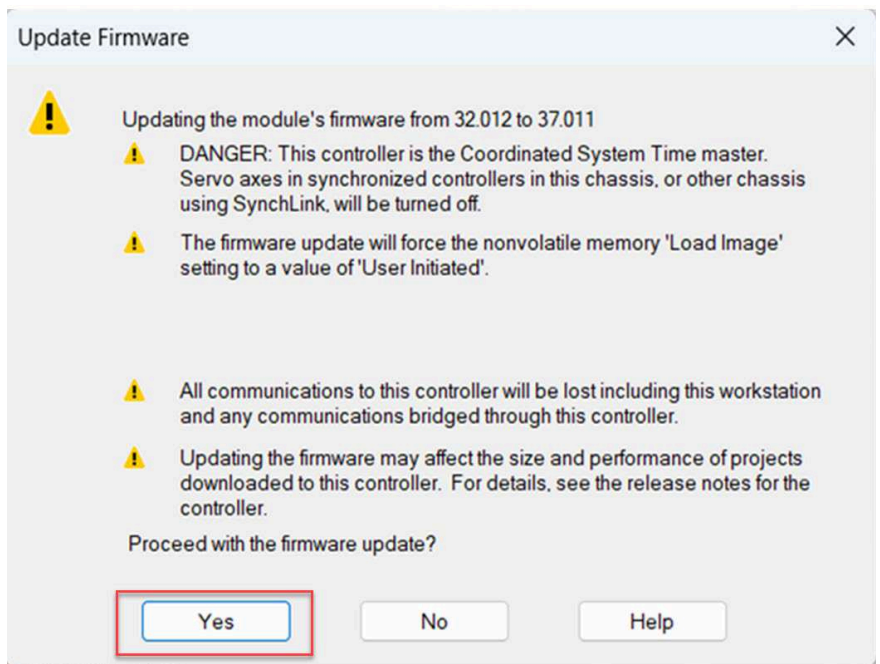 Update Firmware
Updating the module's firmware from 32.012 to 37.011
DANGER: This controller is the Coordinated System Time master.
Servo axes in synchronized controllers in this chassis, or other chassis
using SynchLink, will be turned off.
The firmware update will force the nonvolatile memory 'Load Image'
setting to a value of 'User Initiated'.
All communications to this controller will be lost including this workstation
and any communications bridged through this controller.
Updating the firmware may affect the size and performance of projects
downloaded to this controller.  For details, see the release notes for the
controller.
Proceed with the firmware update?
Yes No Help